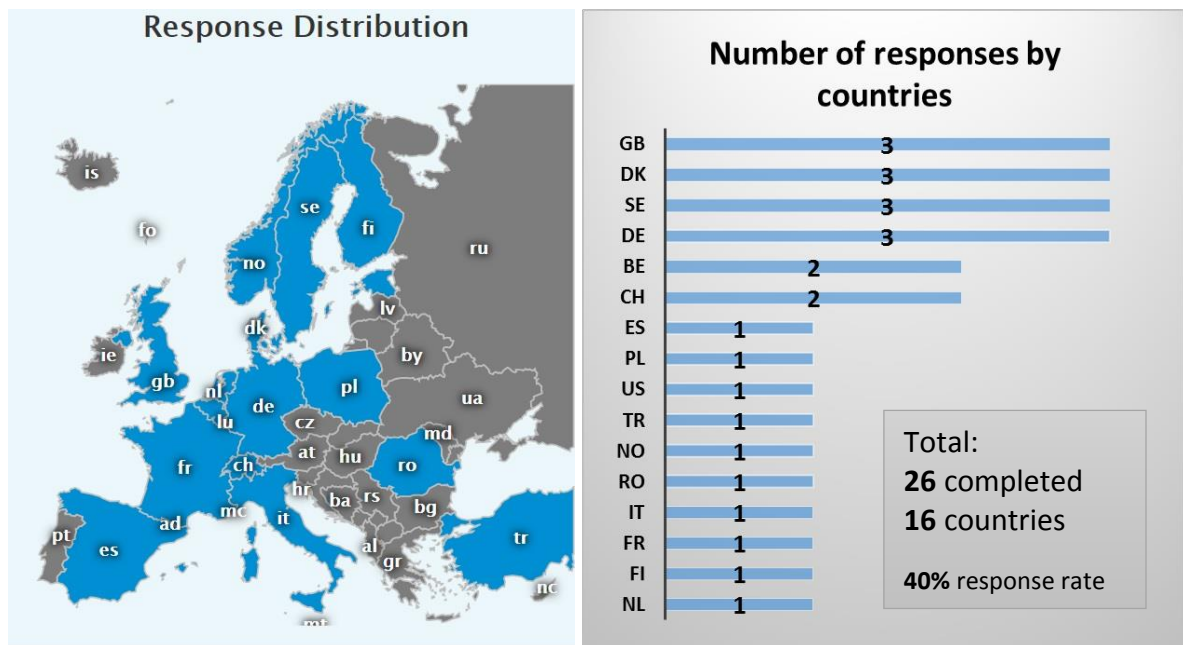 Response Distribution
is
fo
se
fi
no
ru
lv
dk
ie
by
gb
nl
pl
de
ua
lu
cz
md
at
hu
fr
ch
ro
hr
ba
rs
mc
it
bg
ad
pt
es
al
tr
gr
nc
mt
Number of responses by
countries
GB 3
DK 3
SE 3
DE 3
BE 2
CH 2
ES 1
PL 1
US 1
TR 1
NO 1
RO 1
IT 1
FR 1
FI 1
NL 1
Total:
26 completed
16 countries
40% response rate